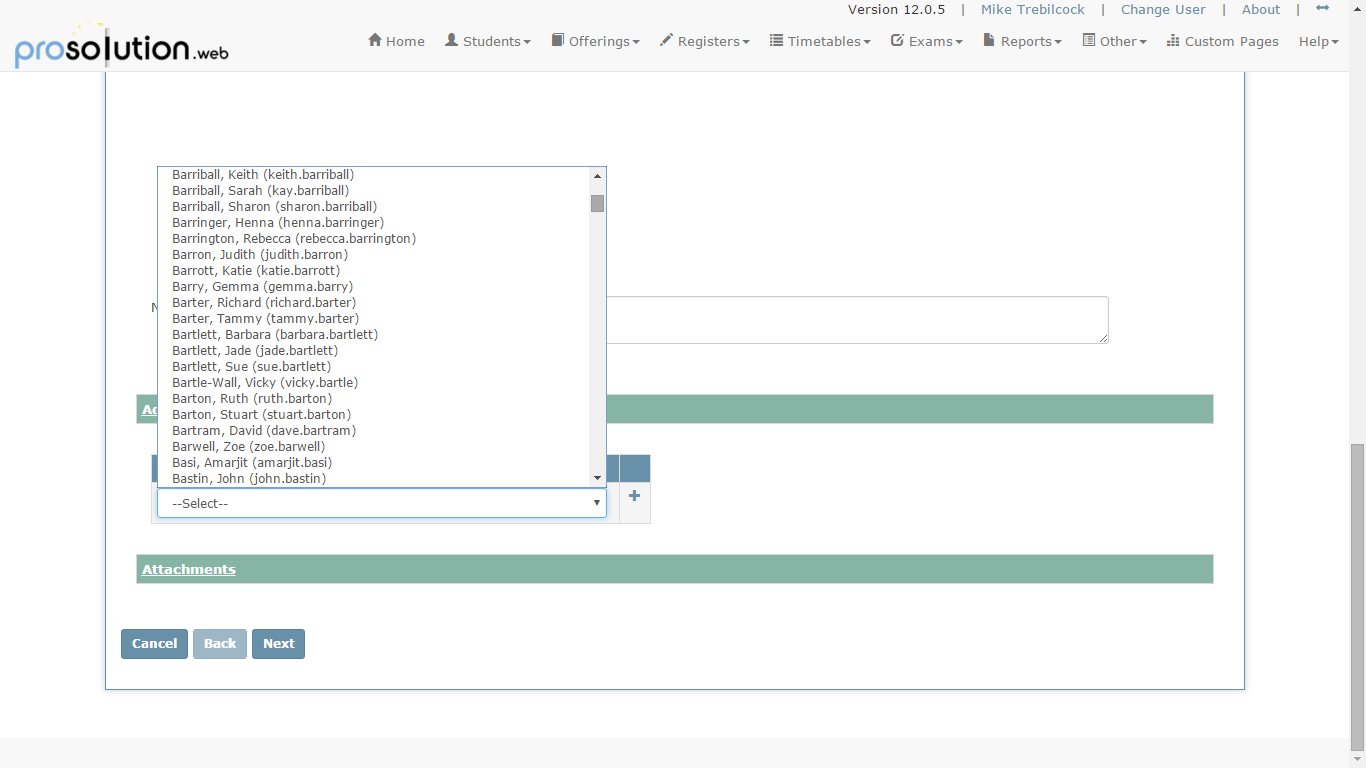 Version 12.0.5 | Mike Trebilcock | Change User | About |
prosolution.web
Home Students Offerings Registers Timetables Exams Reports Other Custom Pages Help
Barriball, Keith (keith.barriball)
Barriball, Sarah (kay.barriball)
Barriball, Sharon (sharon.barriball)
Barringer, Henna (henna.barringer)
Barrington, Rebecca (rebecca.barrington)
Barron, Judith (judith.barron)
Barrott, Katie (katie.barrott)
Barry, Gemma (gemma.barry)
Barter, Richard (richard.barter)
Barter, Tammy (tammy.barter)
Bartlett, Barbara (barbara.bartlett)
Bartlett, Jade (jade.bartlett)
Bartlett, Sue (sue.bartlett)
Bartle-Wall, Vicky (vicky.bartle)
Barton, Ruth (ruth.barton)
Barton, Stuart (stuart.barton)
Bartram, David (dave.bartram)
Barwell, Zoe (zoe.barwell)
Basi, Amarjit (amarjit.basi)
Bastin, John (john.bastin)
--Select--
Attachments
Cancel Back Next